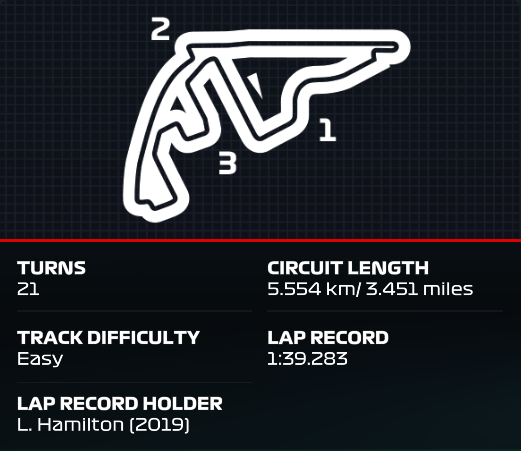 2
1
3
TURNS
21
CIRCUIT LENGTH
5.554 km/ 3.451 miles
TRACK DIFFICULTY
Easy
LAP RECORD
1:39.283
LAP RECORD HOLDER
L. Hamilton (2019)